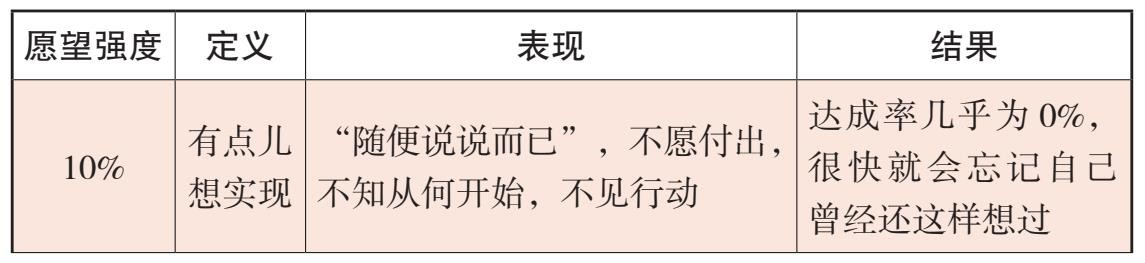 愿望强度 定义 表现 结果
10%
有点儿
想实现
“随便说说而已”，不愿付出，
不知从何开始，不见行动
达成率几乎为 0%，
很快就会忘记自己
曾经还这样想过